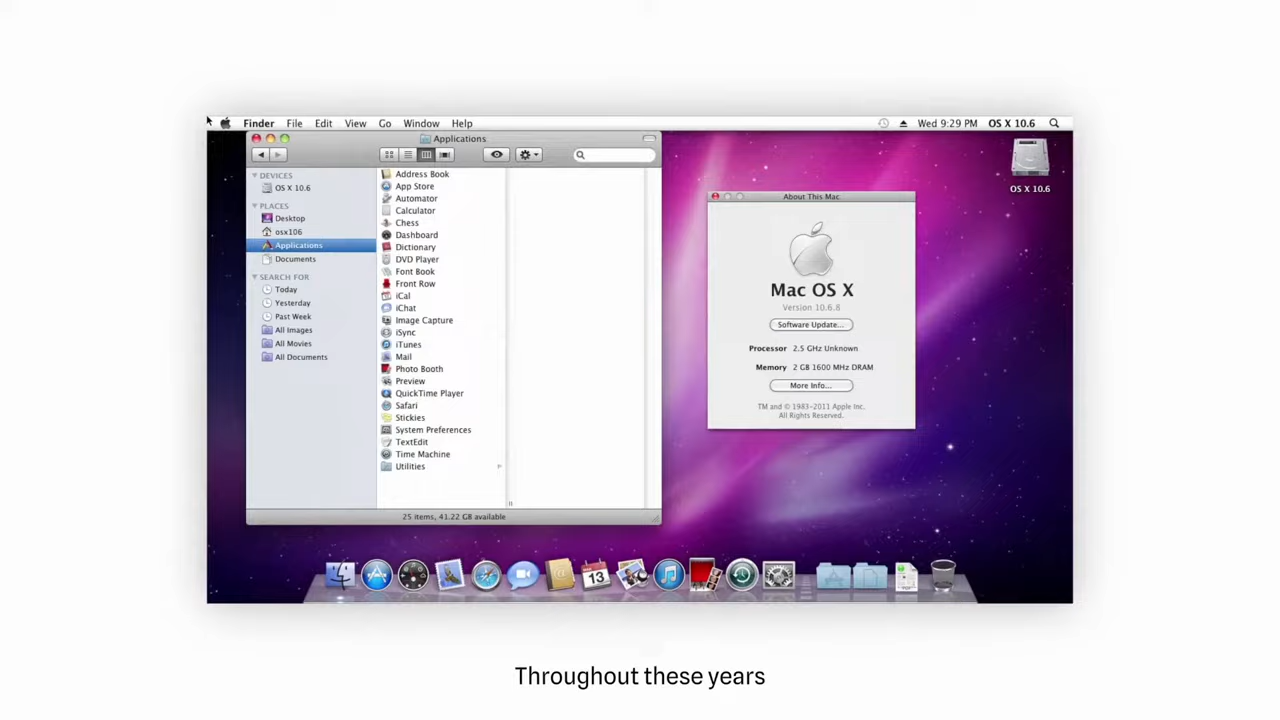 Finder File Edit View Go Window Help Wed 9:29 PM OS X 10.6
Applications
DEVICES
OS X 10.6
PLACES
Desktop
osx106
Applications
Documents
SEARCH FOR
Today
Yesterday
Past Week
All Images
All Movies
All Documents
Address Book
App Store
Automator
Calculator
Chess
Dashboard
Dictionary
DVD Player
Font Book
Front Row
iCal
iChat
Image Capture
iSync
iTunes
Mail
Photo Booth
Preview
QuickTime Player
Safari
Stickies
System Preferences
TextEdit
Time Machine
Utilities
25 items, 41.22 GB available
About This Mac
Mac OS X
Version 10.6.8
Software Update...
Processor 2.5 GHz Unknown
Memory 2 GB 1600 MHz DRAM
More Info...
TM and © 1983-2011 Apple Inc.
All Rights Reserved.
OS X 10.6
13
Throughout these years